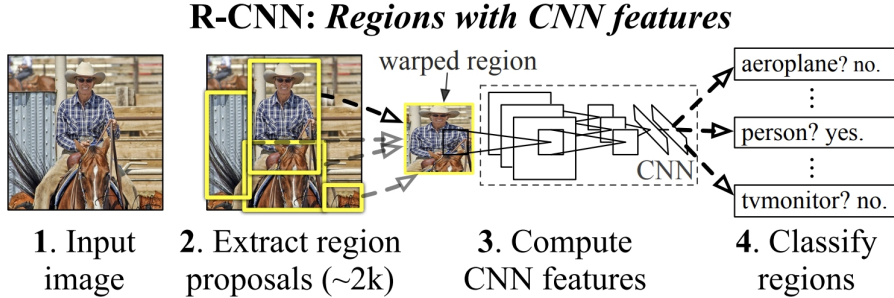 R-CNN: Regions with CNN features
warped region
aeroplane? no.
person? yes.
tvmonitor? no.
CNN
1. Input
image
2. Extract region
proposals (~2k)
3. Compute
CNN features
4. Classify
regions